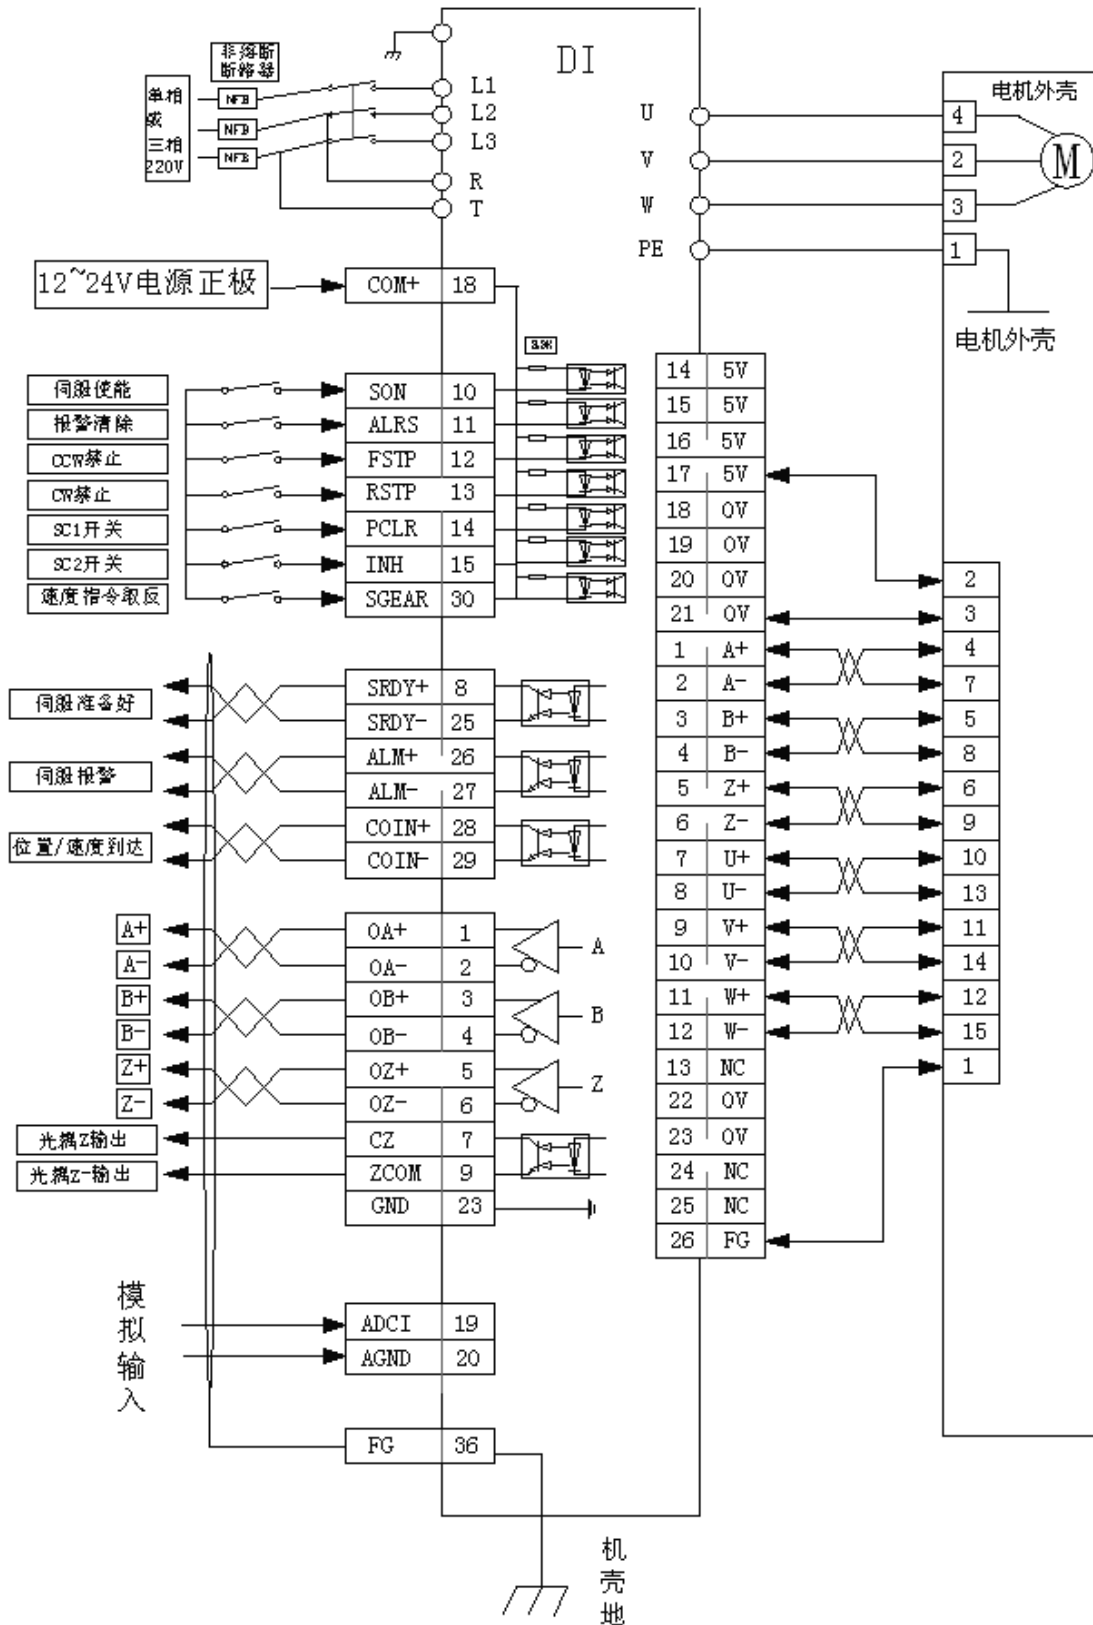 DI
非熔断
断路器
单相
或
三相
220V
NFB
NFB
NFB
L1
L2
L3
R
T
U
V
W
PE
电机外壳
4
2
3
1
M
电机外壳
12~24V电源正极
COM+ 18
3.3K
伺服使能 SON 10
报警清除 ALRS 11
CCW禁止 FSTP 12
CW禁止 RSTP 13
SC1开关 PCLR 14
SC2开关 INH 15
速度指令取反 SGEAR 30
伺服准备好
SRDY+ 8
SRDY- 25
伺服报警
ALM+ 26
ALM- 27
位置/速度到达
COIN+ 28
COIN- 29
A+ OA+ 1
A- OA- 2
A
B+ OB+ 3
B- OB- 4
B
Z+ OZ+ 5
Z- OZ- 6
Z
光耦Z输出 CZ 7
光耦Z-输出 ZCOM 9
GND 23
模拟输入
ADCI 19
AGND 20
FG 36
机壳地
14 5V
15 5V
16 5V
17 5V
18 0V
19 0V
20 0V
21 0V
1 A+
2 A-
3 B+
4 B-
5 Z+
6 Z-
7 U+
8 U-
9 V+
10 V-
11 W+
12 W-
13 NC
22 0V
23 0V
24 NC
25 NC
26 FG
2
3
4
7
5
8
6
9
10
13
11
14
12
15
1